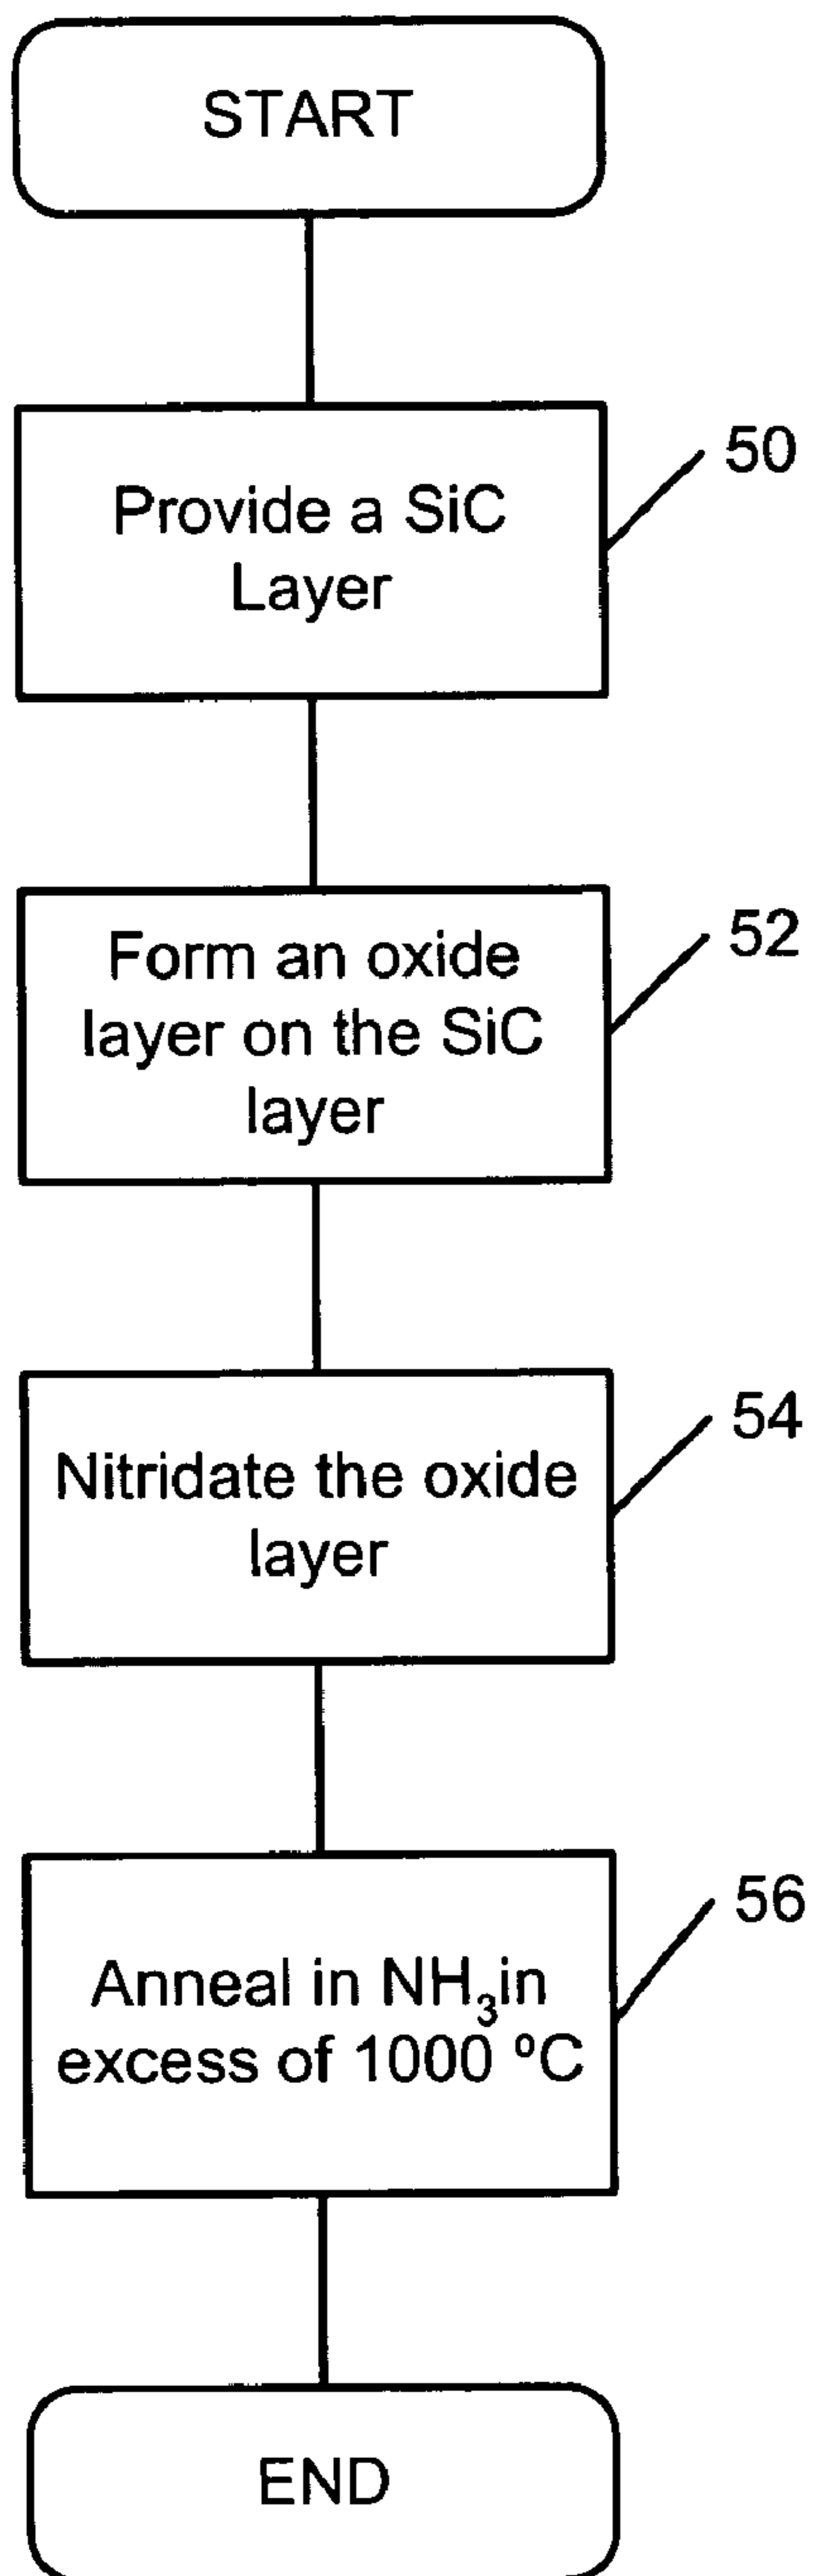 START
Provide a SiC
Layer
50
Form an oxide
layer on the SiC
layer
52
Nitridate the oxide
layer
54
Anneal in NH₃in
excess of 1000 ºC
56
END